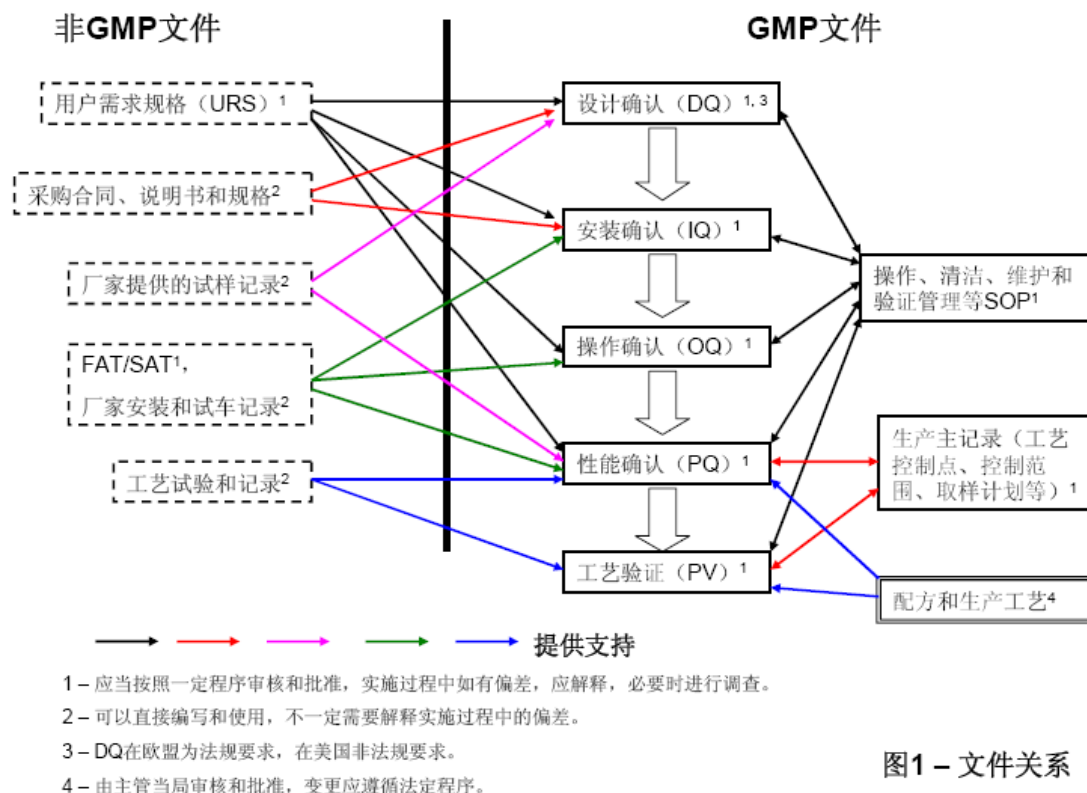 非GMP文件
GMP文件
用户需求规格（URS）1
设计确认（DQ）1, 3
采购合同、说明书和规格2
安装确认（IQ）1
厂家提供的试样记录2
操作、清洁、维护和
验证管理等SOP1
操作确认（OQ）1
FAT/SAT1，
厂家安装和试车记录2
性能确认（PQ）1
生产主记录（工艺
控制点、控制范
围、取样计划等）1
工艺试验和记录2
工艺验证（PV）1
配方和生产工艺4
提供支持
1 – 应当按照一定程序审核和批准，实施过程中如有偏差，应解释，必要时进行调查。
2 – 可以直接编写和使用，不一定需要解释实施过程中的偏差。
3 – DQ在欧盟为法规要求，在美国非法规要求。
4 – 由主管当局审核和批准，变更应遵循法定程序。
图1 – 文件关系